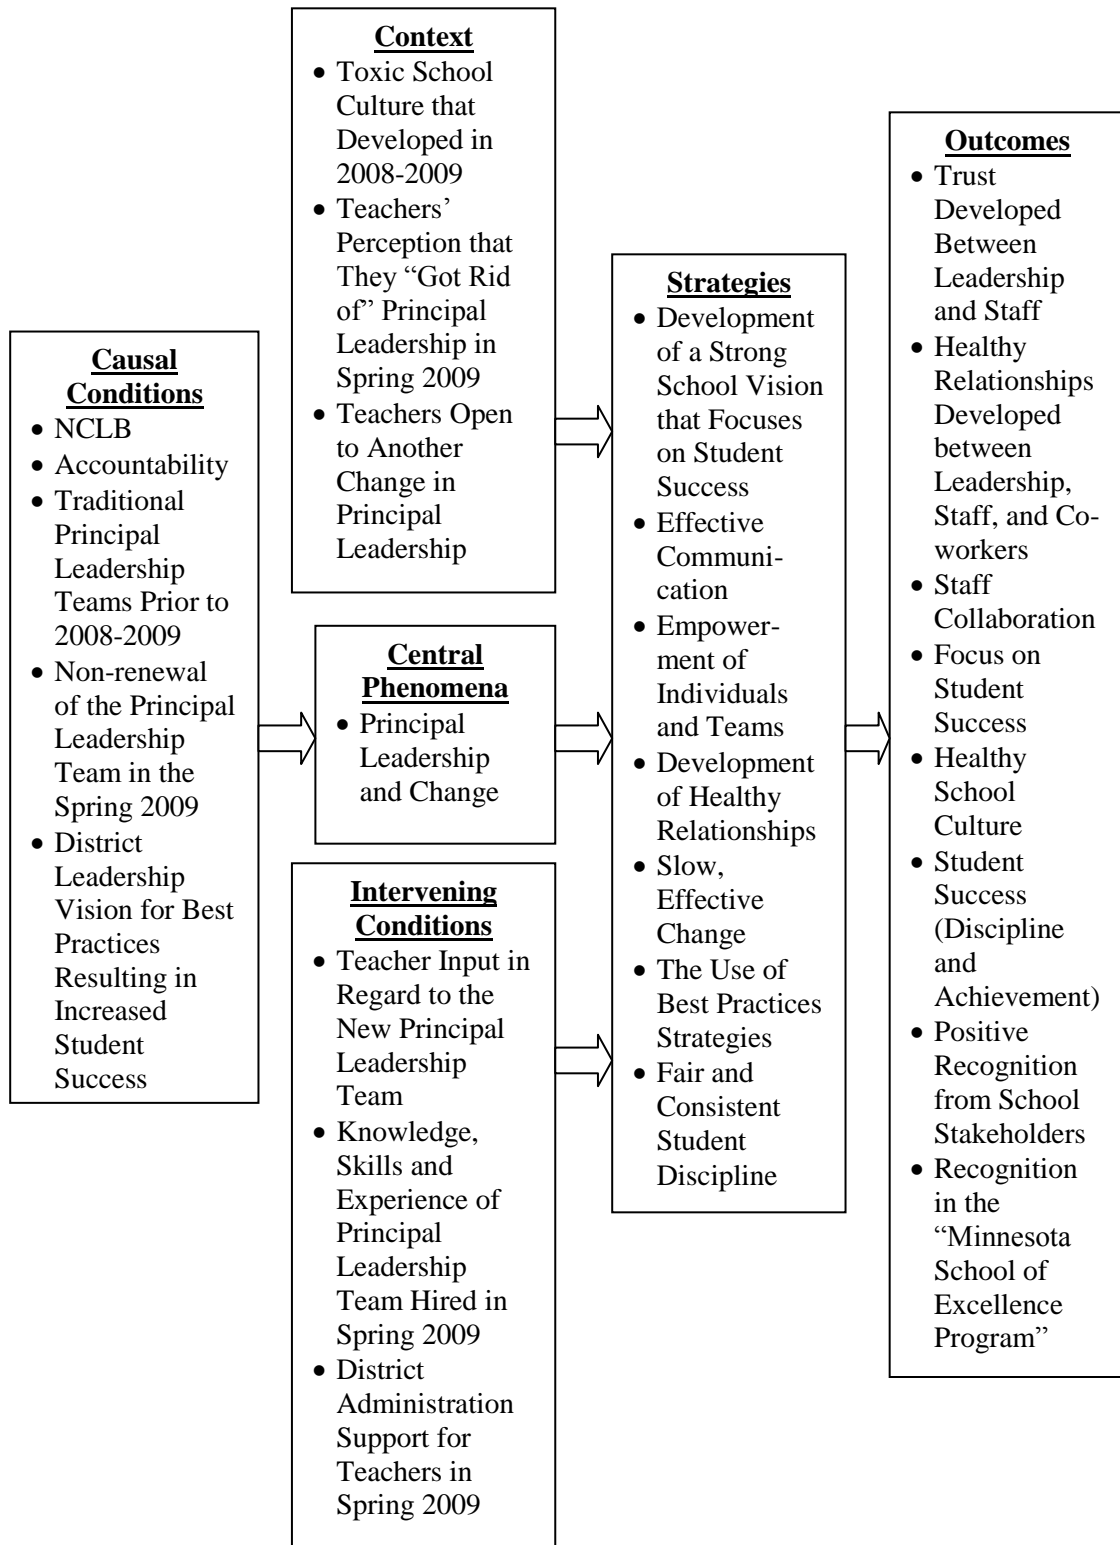 Causal
Conditions
• NCLB
• Accountability
• Traditional
Principal
Leadership
Teams Prior to
2008-2009
• Non-renewal
of the Principal
Leadership
Team in the
Spring 2009
• District
Leadership
Vision for Best
Practices
Resulting in
Increased
Student
Success
Context
• Toxic School
Culture that
Developed in
2008-2009
• Teachers’
Perception that
They “Got Rid
of” Principal
Leadership in
Spring 2009
• Teachers Open
to Another
Change in
Principal
Leadership
Central
Phenomena
• Principal
Leadership
and Change
Intervening
Conditions
• Teacher Input in
Regard to the
New Principal
Leadership
Team
• Knowledge,
Skills and
Experience of
Principal
Leadership
Team Hired in
Spring 2009
• District
Administration
Support for
Teachers in
Spring 2009
Strategies
• Development
of a Strong
School Vision
that Focuses
on Student
Success
• Effective
Communi-
cation
• Empower-
ment of
Individuals
and Teams
• Development
of Healthy
Relationships
• Slow,
Effective
Change
• The Use of
Best Practices
Strategies
• Fair and
Consistent
Student
Discipline
Outcomes
• Trust
Developed
Between
Leadership
and Staff
• Healthy
Relationships
Developed
between
Leadership,
Staff, and Co-
workers
• Staff
Collaboration
• Focus on
Student
Success
• Healthy
School
Culture
• Student
Success
(Discipline
and
Achievement)
• Positive
Recognition
from School
Stakeholders
• Recognition
in the
“Minnesota
School of
Excellence
Program”